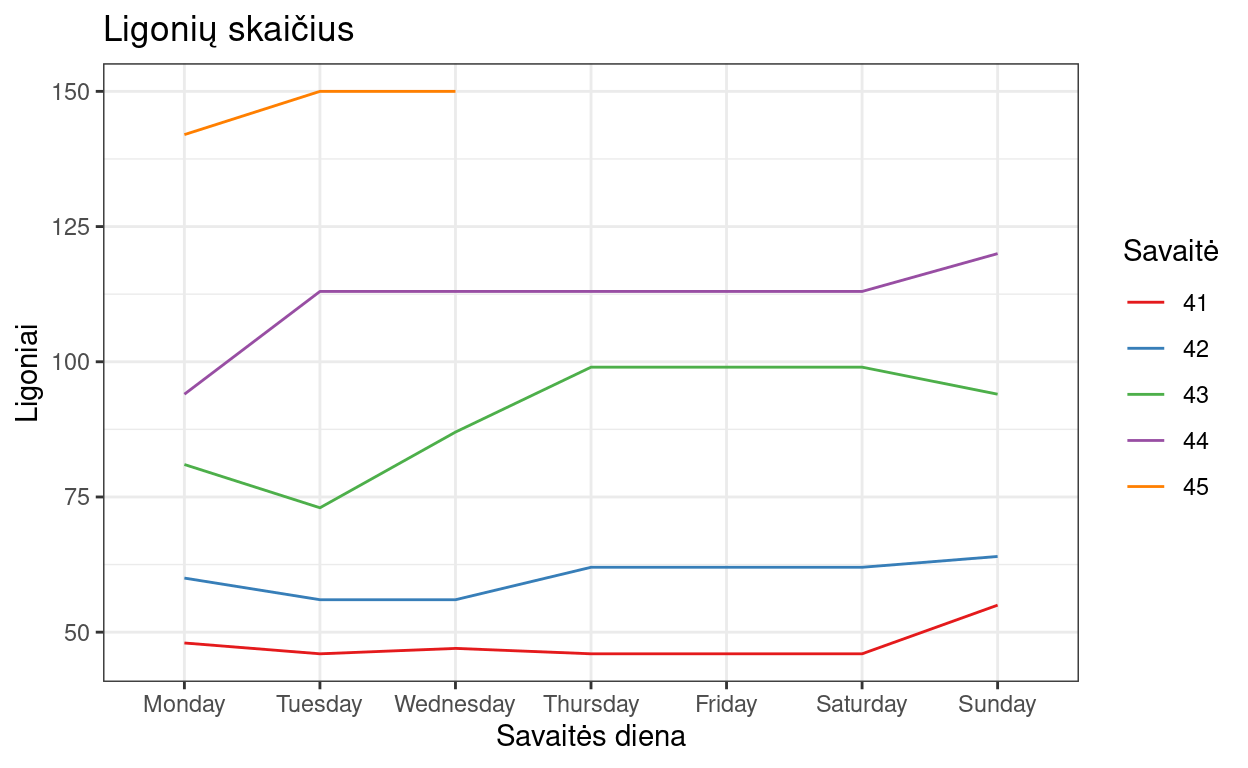 Ligonių skaičius
150
125
100
75
50
Ligoniai
Monday Tuesday Wednesday Thursday Friday Saturday Sunday
Savaitės diena
Savaitė
41
42
43
44
45